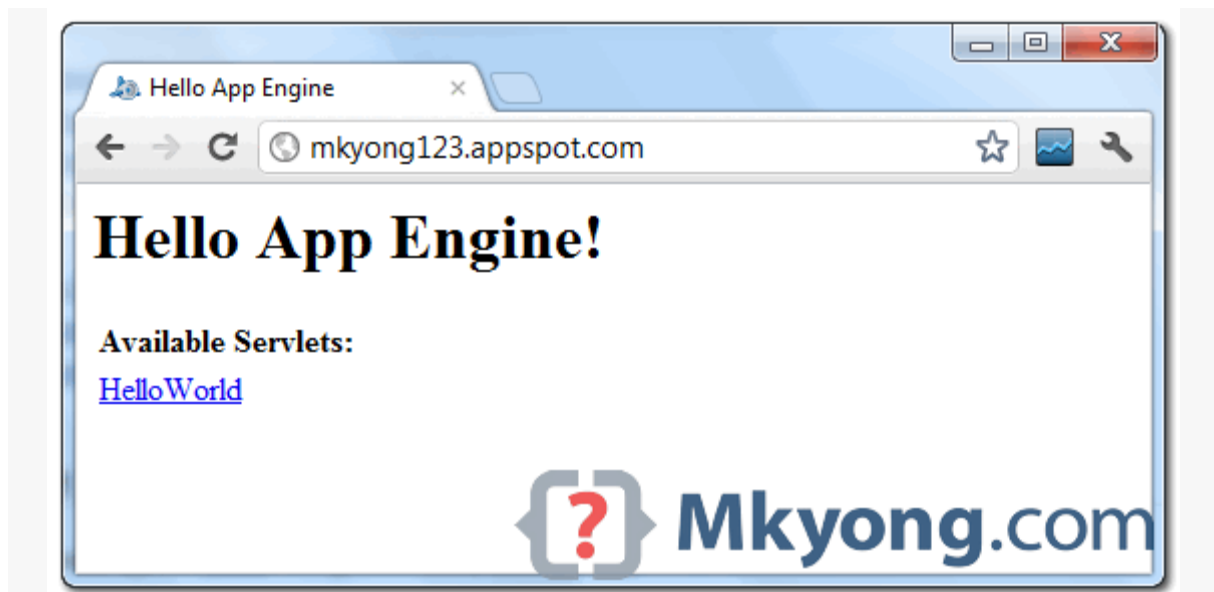 Hello App Engine
mkyong123.appspot.com
Hello App Engine!
Available Servlets:
HelloWorld
{?} Mkyong.com